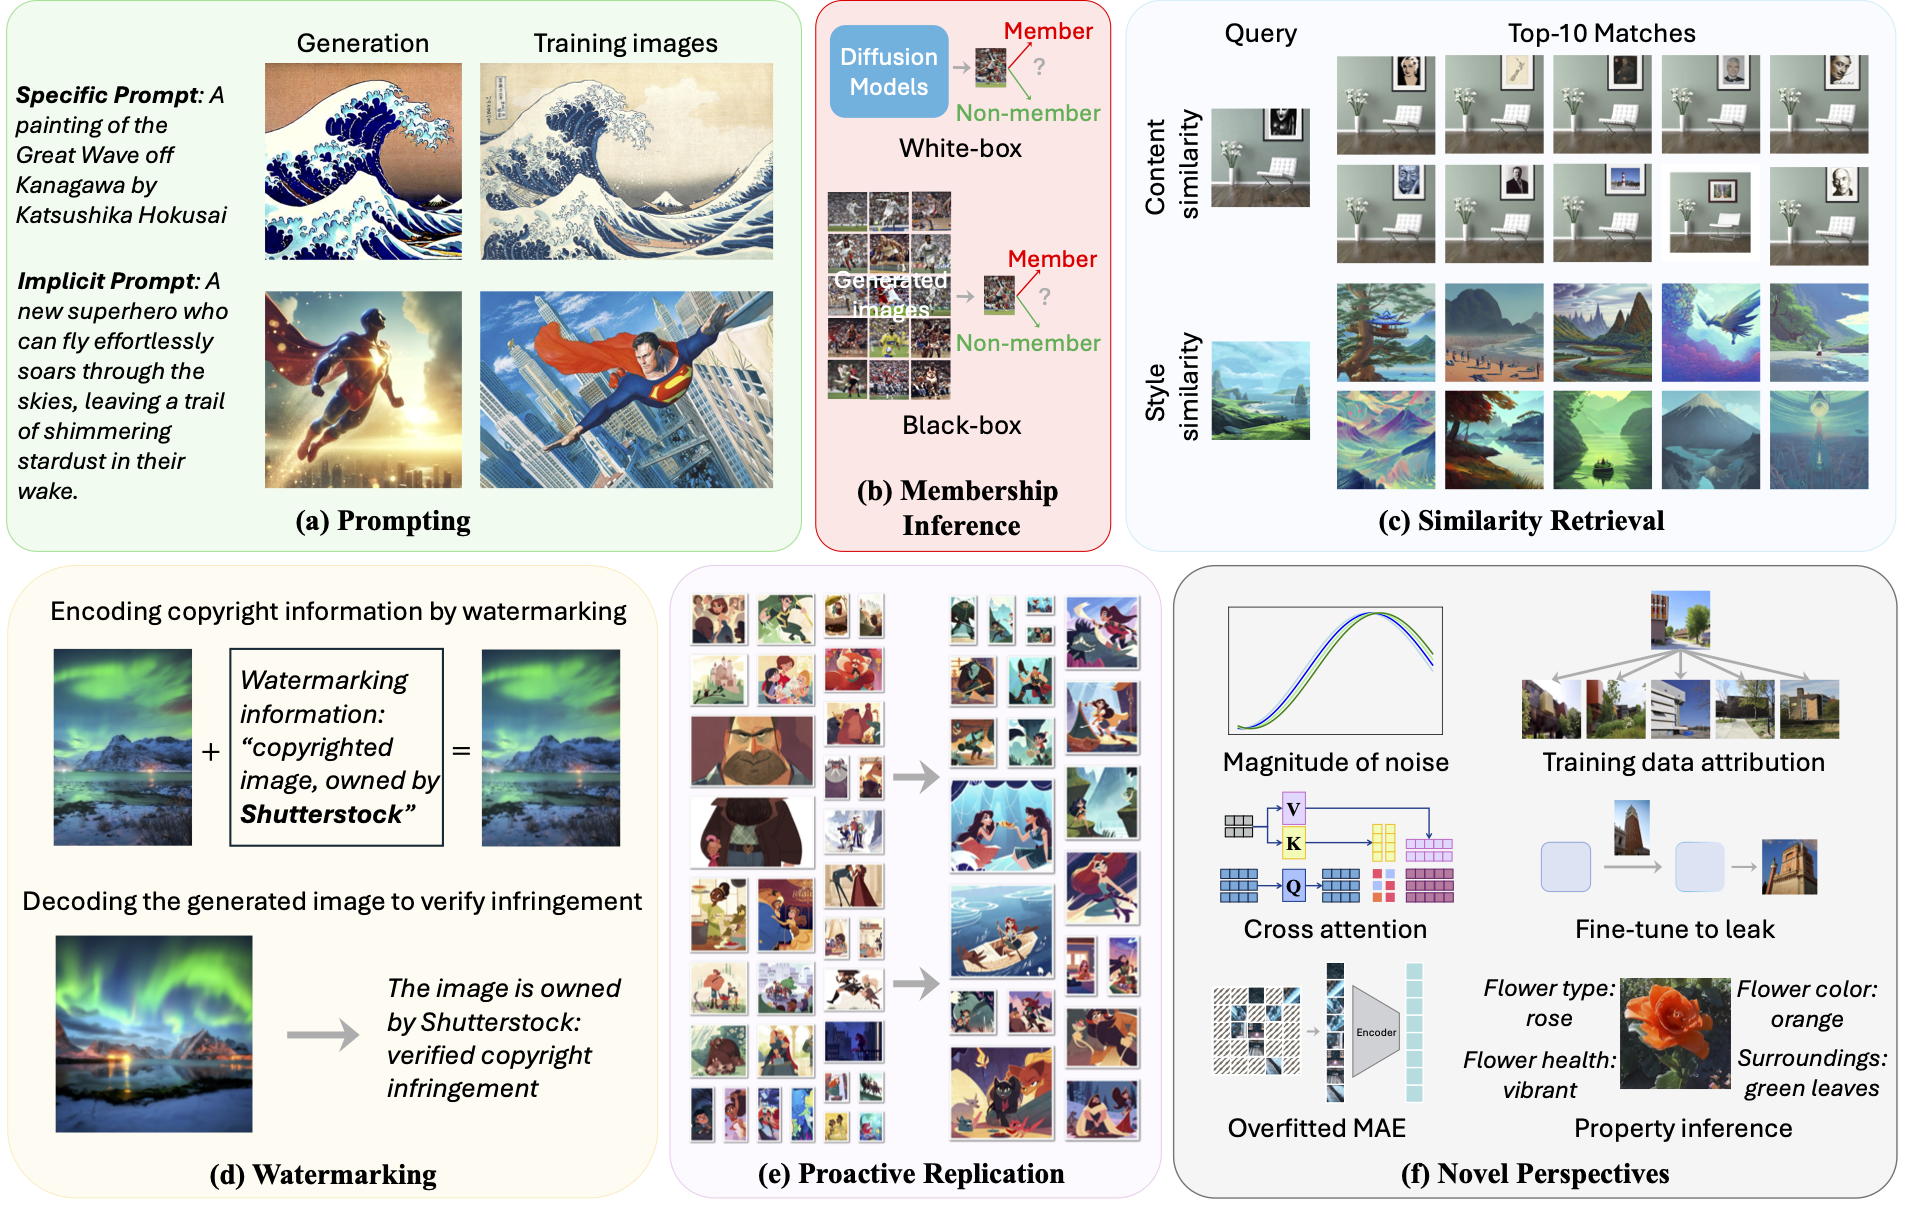 Generation
Training images
Specific Prompt: A
painting of the
Great Wave off
Kanagawa by
Katsushika Hokusai
Implicit Prompt: A
new superhero who
can fly effortlessly
soars through the
skies, leaving a trail
of shimmering
stardust in their
wake.
(a) Prompting
Diffusion
Models
Member
?
Non-member
White-box
Generated
images
Member
?
Non-member
Black-box
(b) Membership
Inference
Query
Top-10 Matches
Content
similarity
Style
similarity
(c) Similarity Retrieval
Encoding copyright information by watermarking
+
Watermarking
information:
“copyrighted
image, owned by
Shutterstock”
=
Decoding the generated image to verify infringement
The image is owned
by Shutterstock:
verified copyright
infringement
(d) Watermarking
(e) Proactive Replication
Magnitude of noise
Training data attribution
V
K
Q
Cross attention
Fine-tune to leak
Encoder
Overfitted MAE
Flower type:
rose
Flower color:
orange
Flower health:
vibrant
Surroundings:
green leaves
Property inference
(f) Novel Perspectives